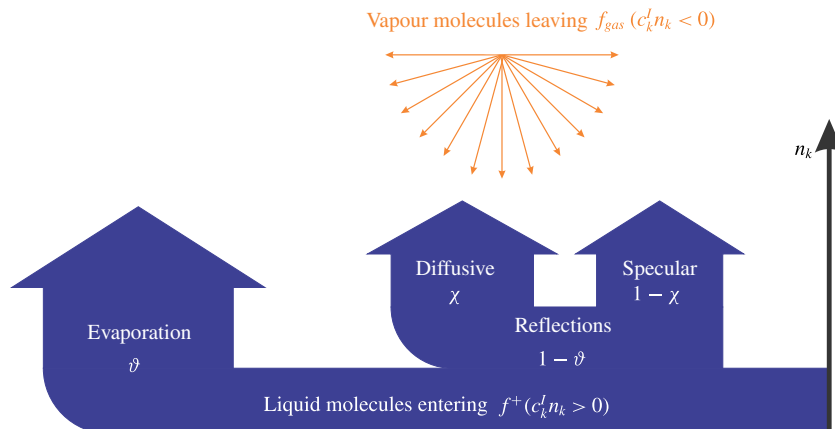 Vapour molecules leaving f_gas (c_k^I n_k < 0)
n_k
Diffusive
χ
Specular
1 − χ
Evaporation
ϑ
Reflections
1 − ϑ
Liquid molecules entering f^+(c_k^I n_k > 0)